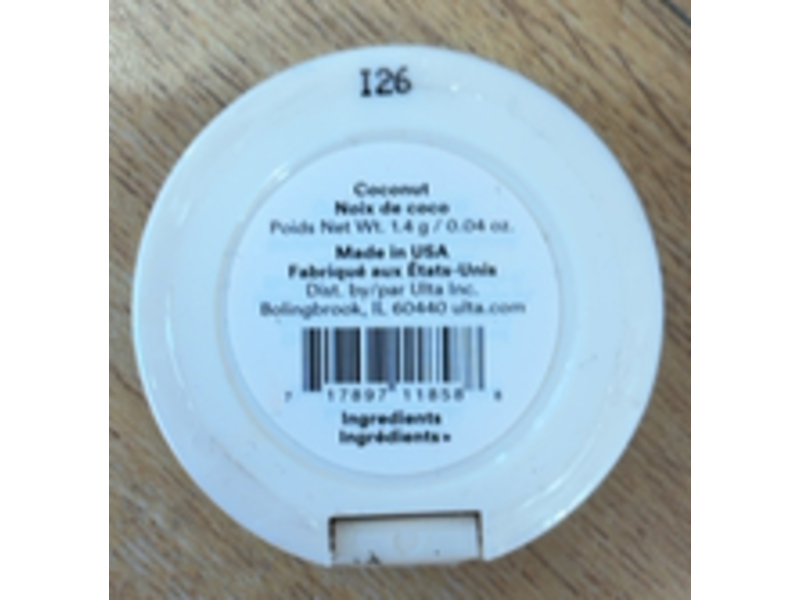 I26
Coconut
Noix de coco
Poids Net Wt. 1.4 g / 0.04 oz.
Made in USA
Fabriqué aux États-Unis
Dist. by/par Ulta Inc.
Bolingbrook, IL 60440 ulta.com
7 17897 11858 8
Ingredients
Ingrédients▸